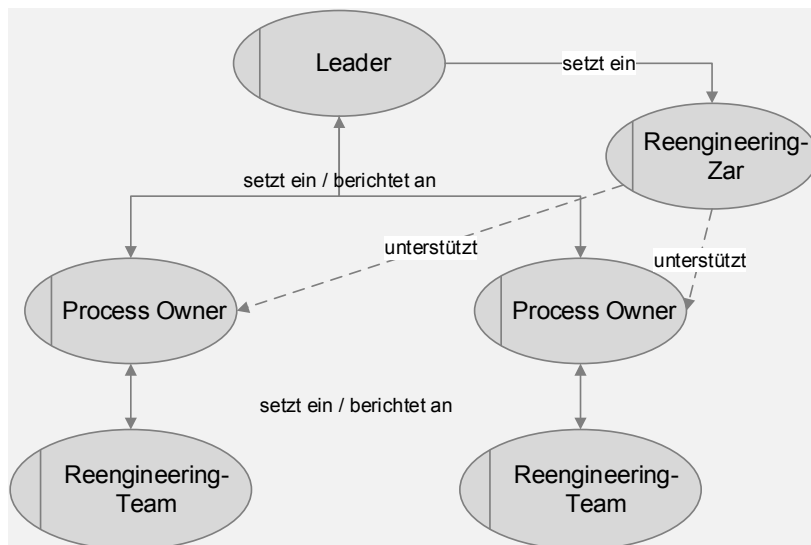 Leader
setzt ein
Reengineering-
Zar
setzt ein / berichtet an
unterstützt
unterstützt
Process Owner
Process Owner
setzt ein / berichtet an
Reengineering-
Team
Reengineering-
Team